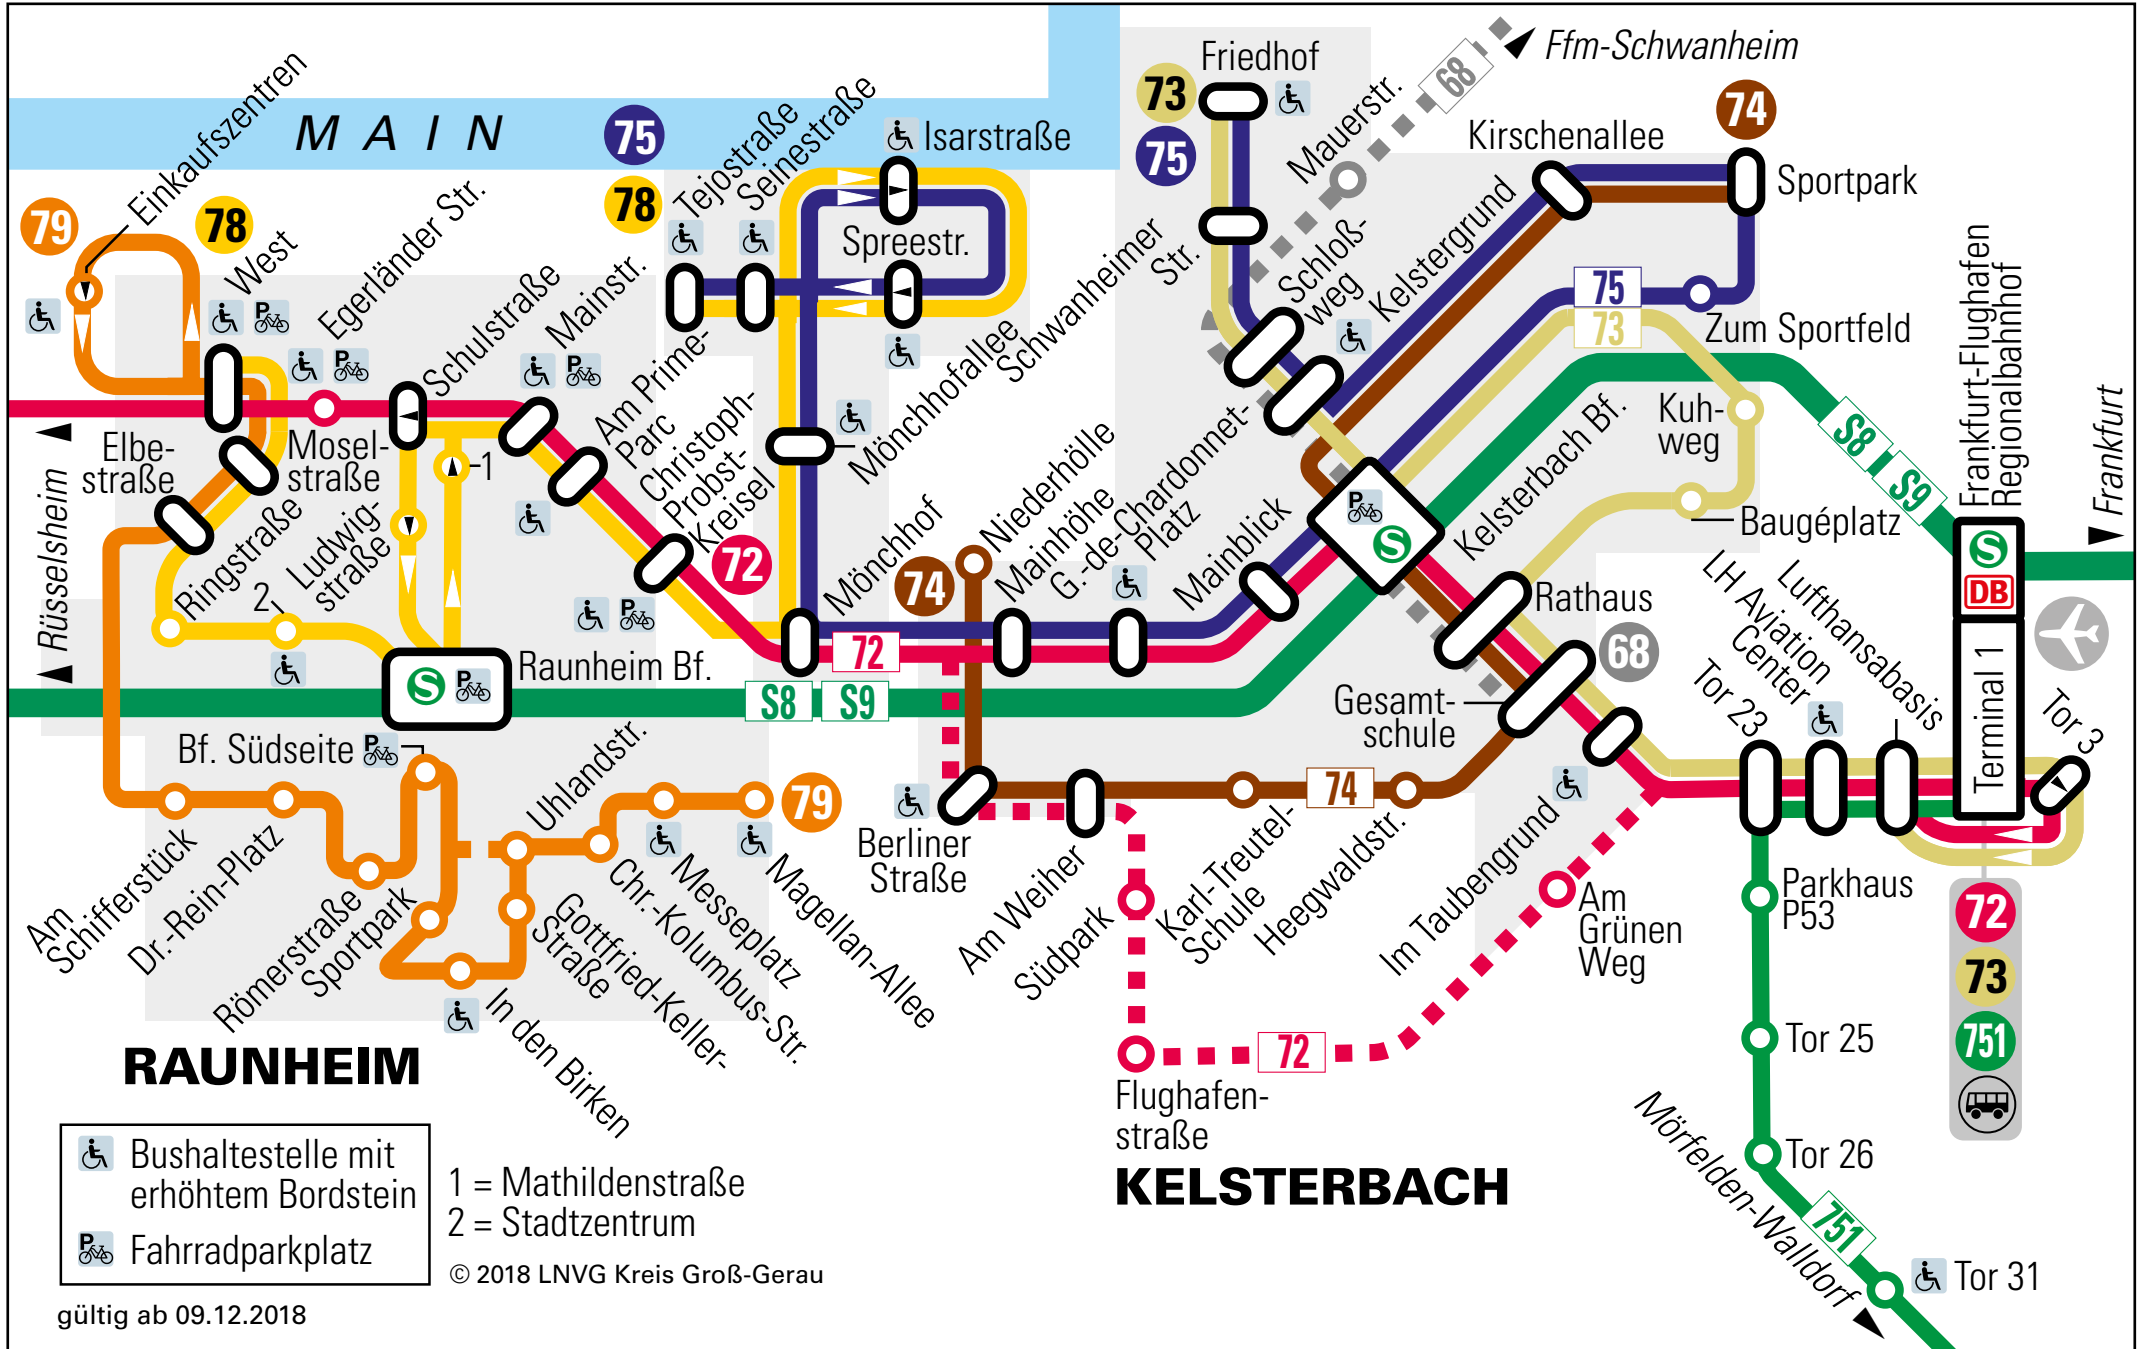 MAIN
Einkaufszentren
79
78
West
Egerländer Str.
Schulstraße
Mainstr.
75
78
Tejostraße
Seinestraße
Isarstraße
Spreestr.
Mönchhofallee
Am Prime-
Parc
Christoph-
Probst-
Kreisel
72
Elbe-
straße
Mosel-
straße
1
Ringstraße
2
Ludwig-
straße
Rüsselsheim
S
P
Raunheim Bf.
S8
S9
Mönchhof
72
74
Niederhölle
Mainhöhe
G.-de-Chardonnet-
Platz
Mainblick
73
75
Friedhof
Schwanheimer
Str.
Mauerstr.
68
Ffm-Schwanheim
Schloß-
weg
Kelstergrund
Kirschenallee
74
Sportpark
75
73
Zum Sportfeld
Kuh-
weg
Baugéplatz
P
S
Kelsterbach Bf.
S8
S9
Frankfurt-Flughafen
Regionalbahnhof
Frankfurt
S
DB
Terminal 1
Rathaus
68
Gesamt-
schule
Tor 23
LH Aviation
Center
Lufthansabasis
Tor 3
Bf. Südseite
P
Am
Schifferstück
Dr.-Rein-Platz
Römerstraße
Sportpark
In den Birken
Gottfried-Keller-
Straße
Uhlandstr.
Chr.-Kolumbus-Str.
Messeplatz
Magellan-Allee
79
Berliner
Straße
Am Weiher
Südpark
Karl-Treutel-
Schule
74
Heegwaldstr.
Im Taubengrund
Am
Grünen
Weg
Flughafen-
straße
72
Parkhaus
P53
Tor 25
Tor 26
751
Tor 31
Mörfelden-Walldorf
72
73
751
RAUNHEIM
KELSTERBACH
Bushaltestelle mit
erhöhtem Bordstein
P
Fahrradparkplatz
1 = Mathildenstraße
2 = Stadtzentrum
© 2018 LNVG Kreis Groß-Gerau
gültig ab 09.12.2018